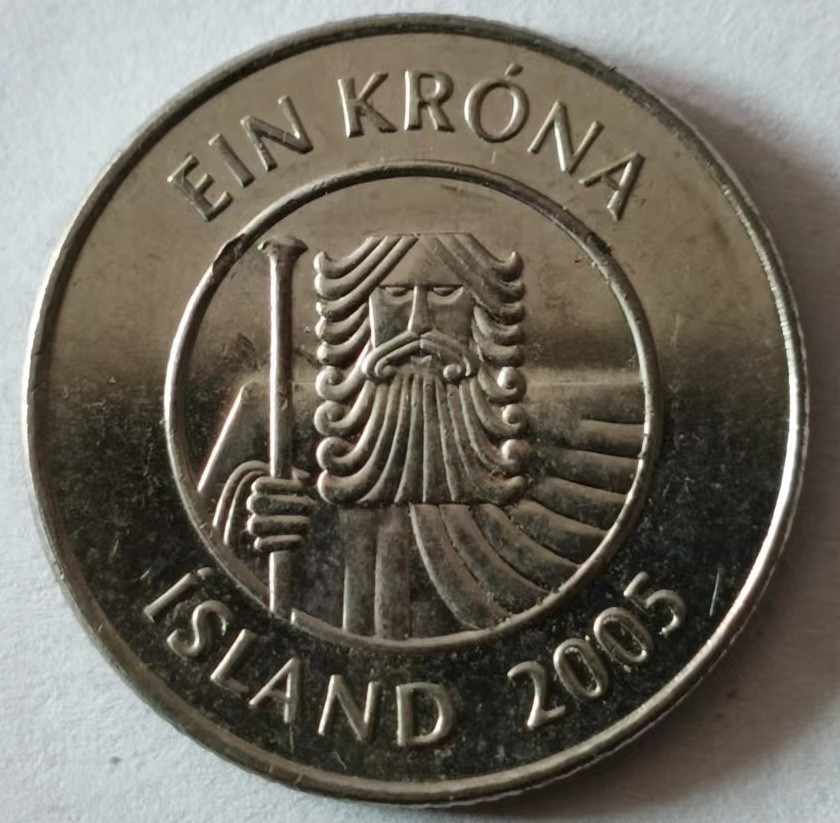 EIN KRÓNA
ÍSLAND 2005